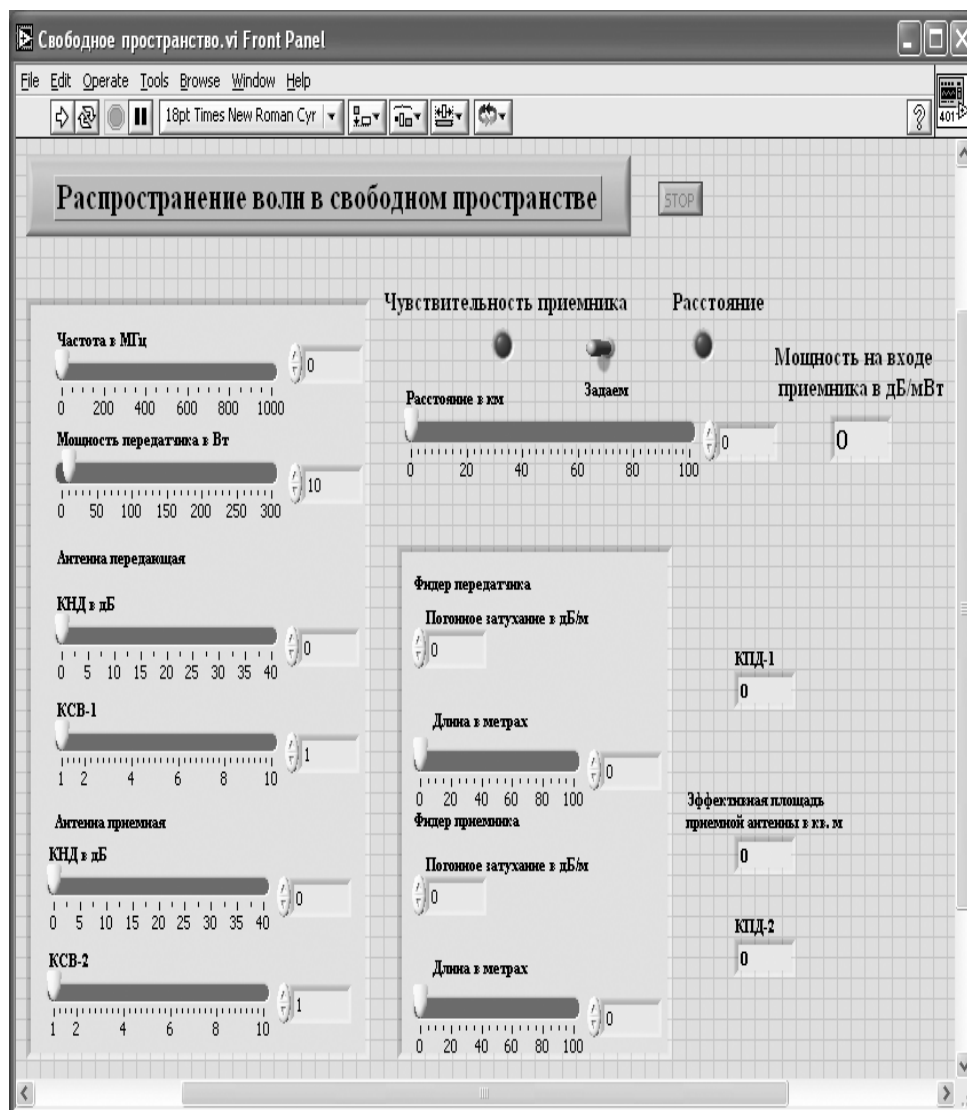 Свободное пространство.vi Front Panel
File Edit Operate Tools Browse Window Help
18pt Times New Roman Cyr
?
401
Распространение волн в свободном пространстве
STOP
Чувствительность приемника
Расстояние
Задаем
Мощность на входе
приемника в дБ/мВт
0
Расстояние в км
0
0 20 40 60 80 100
Частота в МГц
0
0 200 400 600 800 1000
Мощность передатчика в Вт
10
0 50 100 150 200 250 300
Антенна передающая
КНД в дБ
0
0 5 10 15 20 25 30 35 40
КСВ-1
1
1 2 4 6 8 10
Антенна приемная
КНД в дБ
0
0 5 10 15 20 25 30 35 40
КСВ-2
1
1 2 4 6 8 10
Фидер передатчика
Погонное затухание в дБ/м
0
Длина в метрах
0
0 20 40 60 80 100
Фидер приемника
Погонное затухание в дБ/м
0
Длина в метрах
0
0 20 40 60 80 100
КПД-1
0
Эффективная площадь
приемной антенны в кв. м
0
КПД-2
0